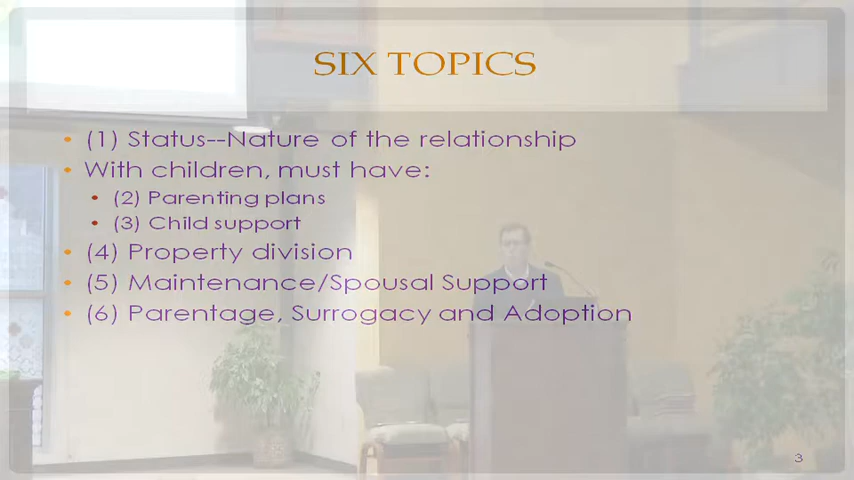 SIX TOPICS
• (1) Status--Nature of the relationship
• With children, must have:
• (2) Parenting plans
• (3) Child support
• (4) Property division
• (5) Maintenance/Spousal Support
• (6) Parentage, Surrogacy and Adoption
3